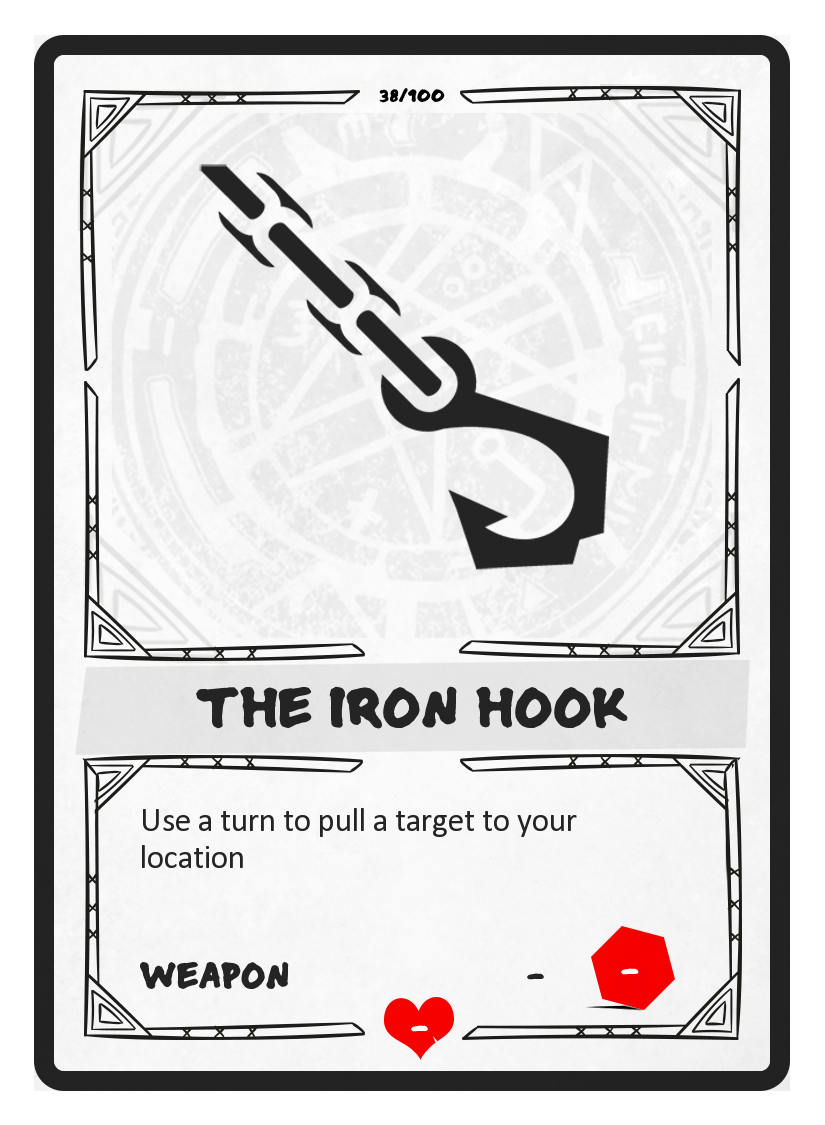 38/100
THE IRON HOOK
Use a turn to pull a target to your
location
WEAPON
-
-
-